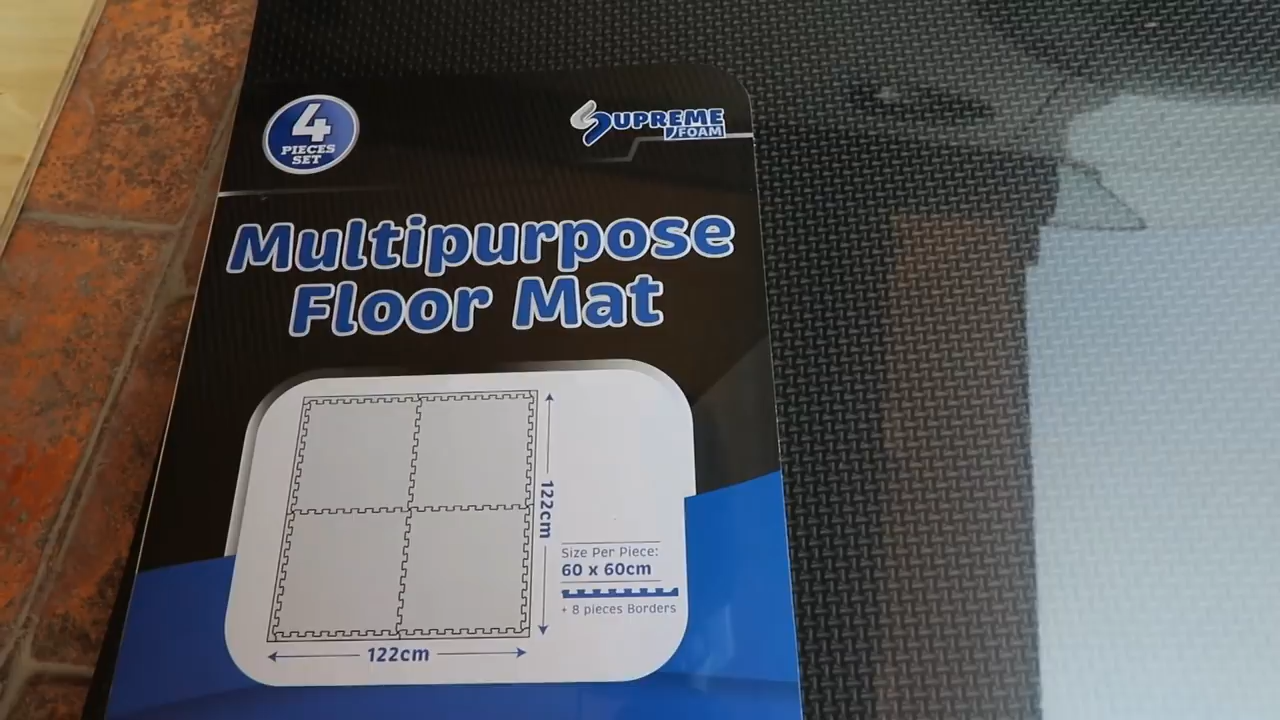 4
PIECES
SET
SUPREME
FOAM
Multipurpose
Floor Mat
122cm
Size Per Piece:
60 x 60cm
+ 8 pieces Borders
122cm